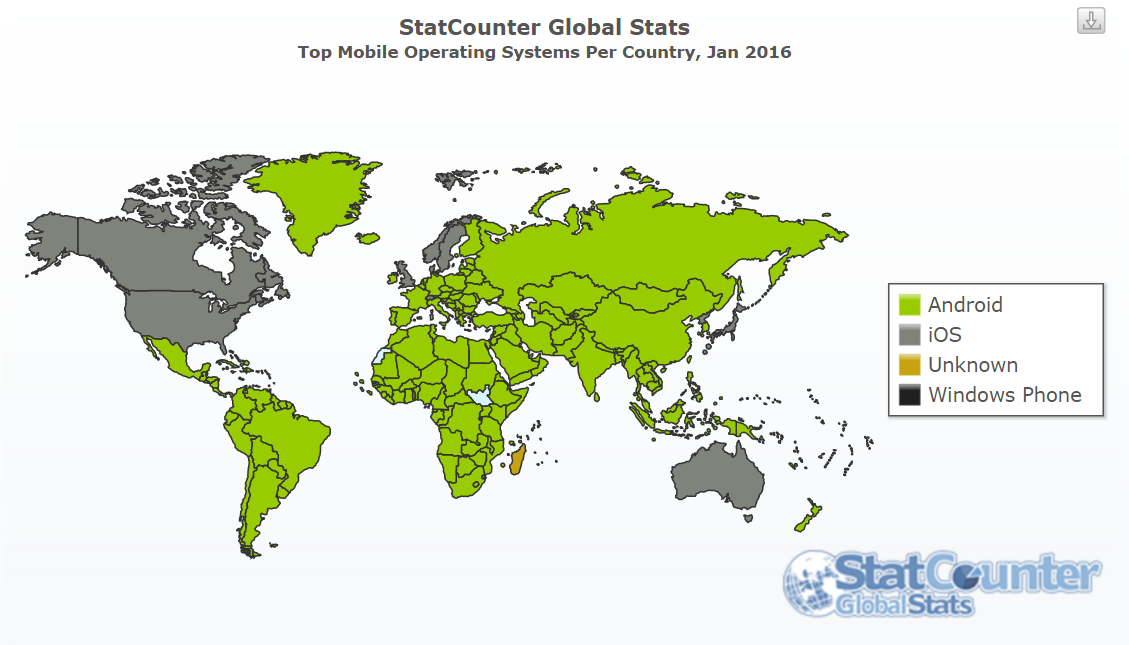 StatCounter Global Stats
Top Mobile Operating Systems Per Country, Jan 2016
Android
iOS
Unknown
Windows Phone
StatCounter
GlobalStats